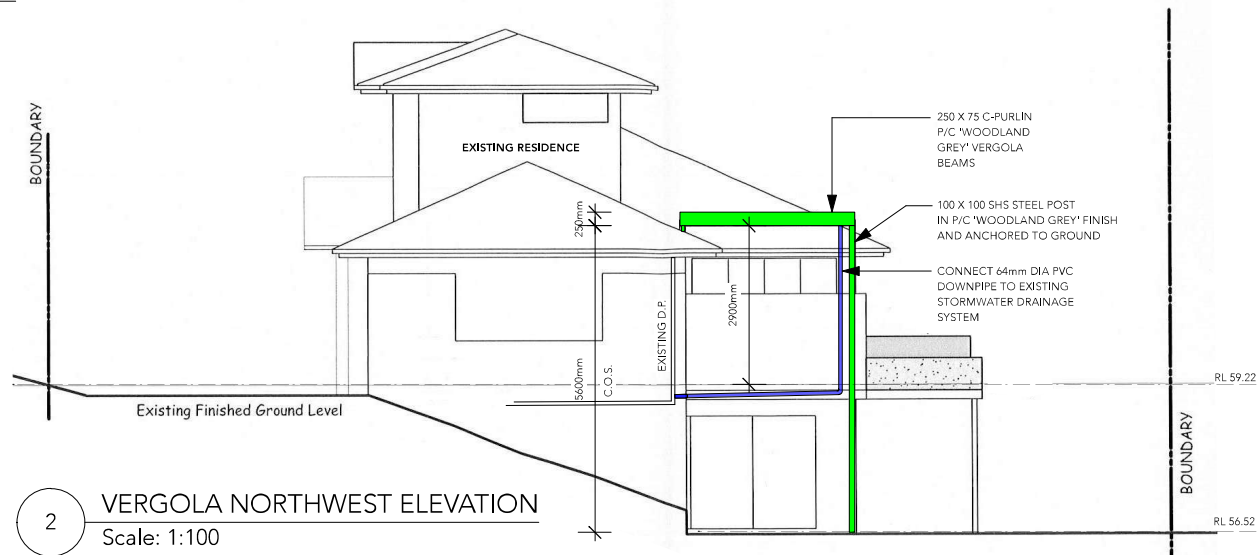 BOUNDARY
EXISTING RESIDENCE
250 X 75 C-PURLIN
P/C 'WOODLAND
GREY' VERGOLA
BEAMS
100 X 100 SHS STEEL POST
IN P/C 'WOODLAND GREY' FINISH
AND ANCHORED TO GROUND
CONNECT 64mm DIA PVC
DOWNPIPE TO EXISTING
STORMWATER DRAINAGE
SYSTEM
250mm
2900mm
EXISTING D.P.
5600mm
C.O.S.
RL 59.22
Existing Finished Ground Level
BOUNDARY
RL 56.52
2
VERGOLA NORTHWEST ELEVATION
Scale: 1:100